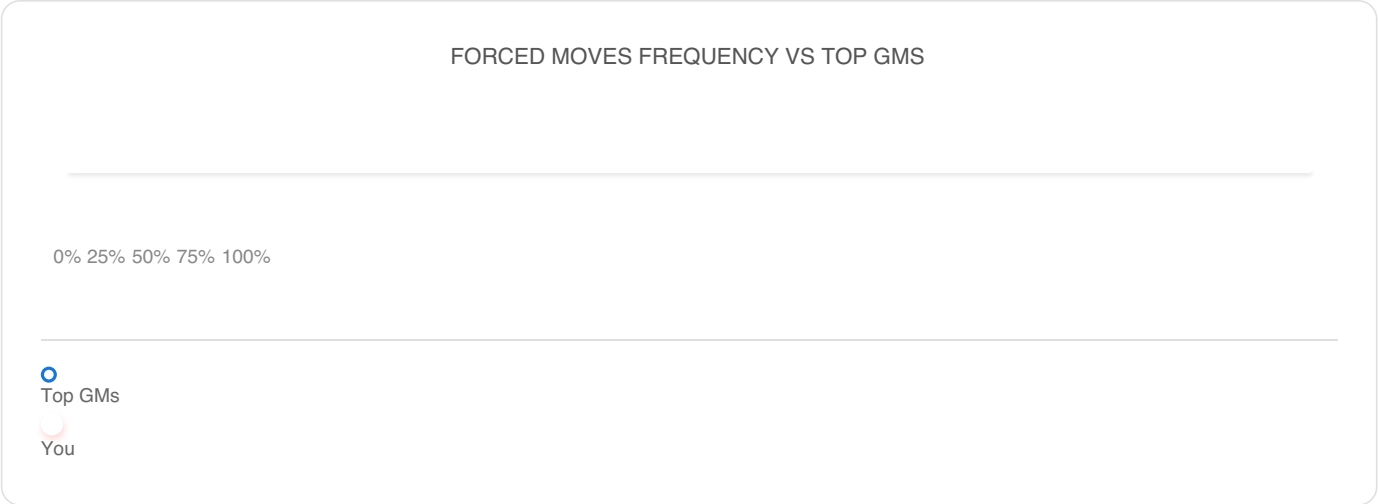 FORCED MOVES FREQUENCY VS TOP GMS
0% 25% 50% 75% 100%
Top GMs
You